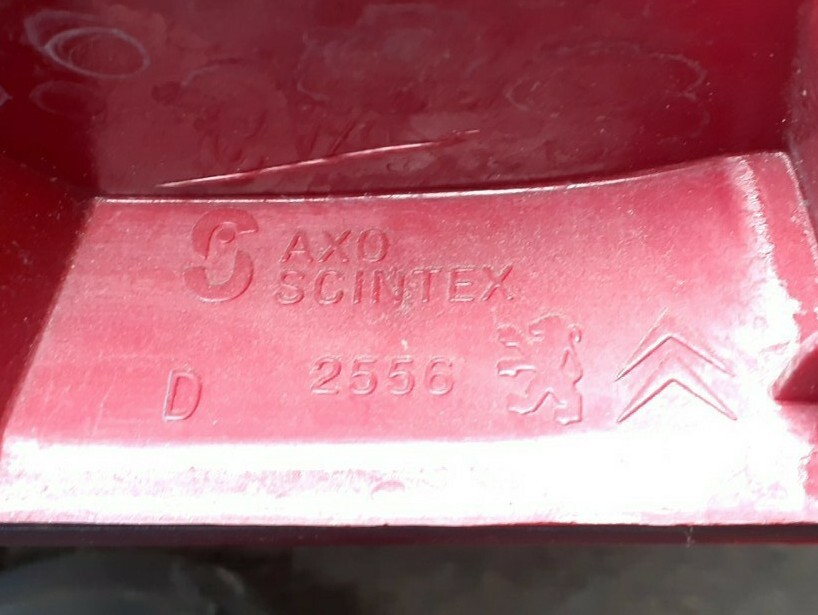 AXO
SCINTEX
D 2556